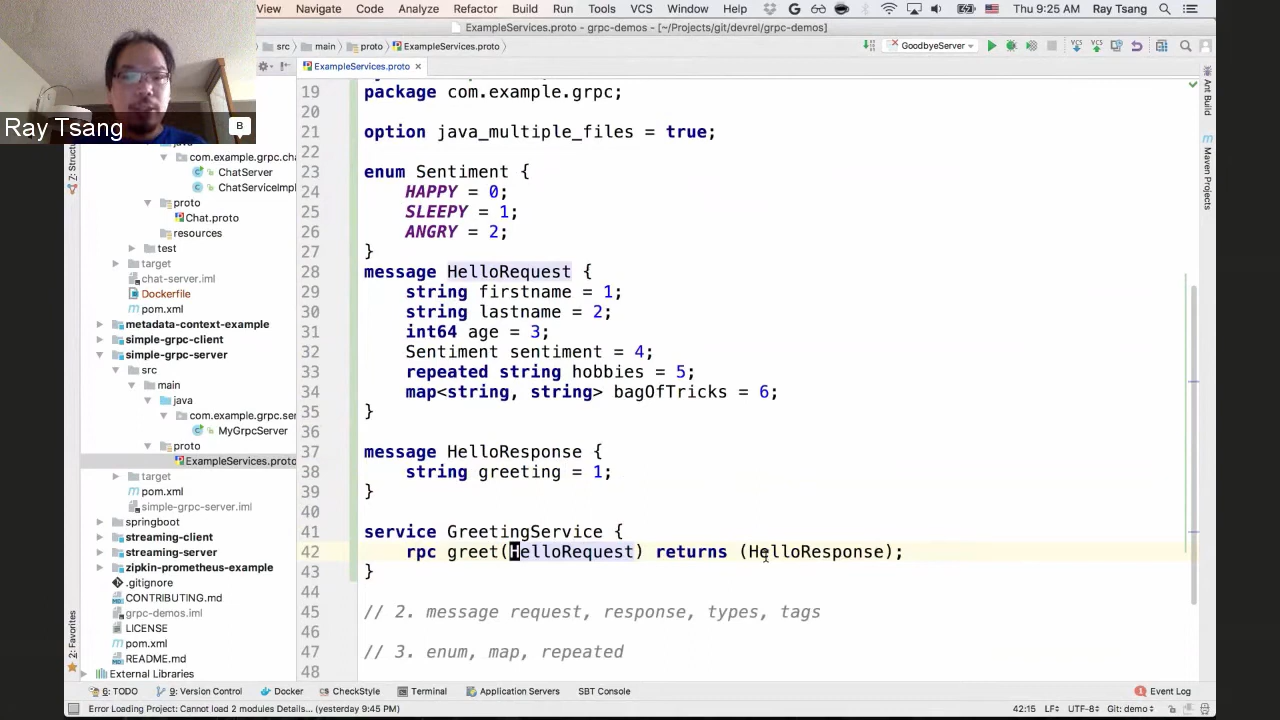 View Navigate Code Analyze Refactor Build Run Tools VCS Window Help Thu 9:25 AM Ray Tsang
ExampleServices.proto - grpc-demos - [~/Projects/git/devrel/grpc-demos]
src main proto ExampleServices.proto
GoodbyeServer
ExampleServices.proto
Ray Tsang
B
java
com.example.grpc.cha
ChatServer
ChatServiceImpl
proto
Chat.proto
resources
test
target
chat-server.iml
Dockerfile
pom.xml
metadata-context-example
simple-grpc-client
simple-grpc-server
src
main
java
com.example.grpc.ser
MyGrpcServer
proto
ExampleServices.proto
target
pom.xml
simple-grpc-server.iml
springboot
streaming-client
streaming-server
zipkin-prometheus-example
.gitignore
CONTRIBUTING.md
grpc-demos.iml
LICENSE
pom.xml
README.md
External Libraries
19 package com.example.grpc;
20
21 option java_multiple_files = true;
22
23 enum Sentiment {
24 HAPPY = 0;
25 SLEEPY = 1;
26 ANGRY = 2;
27 }
28 message HelloRequest {
29 string firstname = 1;
30 string lastname = 2;
31 int64 age = 3;
32 Sentiment sentiment = 4;
33 repeated string hobbies = 5;
34 map<string, string> bagOfTricks = 6;
35 }
36
37 message HelloResponse {
38 string greeting = 1;
39 }
40
41 service GreetingService {
42 rpc greet(HelloRequest) returns (HelloResponse);
43 }
44
45 // 2. message request, response, types, tags
46
47 // 3. enum, map, repeated
48
Ant Build
Maven Projects
2: Favorites
6: TODO 9: Version Control Docker CheckStyle Terminal Application Servers SBT Console Event Log
Error Loading Project: Cannot load 2 modules Details... (yesterday 9:45 PM) 42:15 LF UTF-8 Git: demo